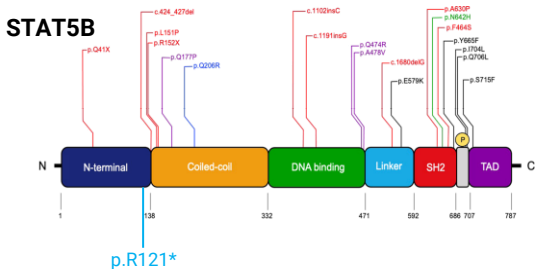 STAT5B
c.424_427del
p.L151P
p.R152X
p.Q41X
p.Q177P
p.Q206R
c.1102insC
c.1191insG
p.Q474R
p.A478V
c.1680delG
p.E579K
p.A630P
p.N642H
p.F464S
p.Y665F
p.I704L
p.Q706L
p.S715F
P
N
N-terminal
Coiled-coil
DNA binding
Linker
SH2
TAD
C
1
138
332
471
592
686
707
787
p.R121*